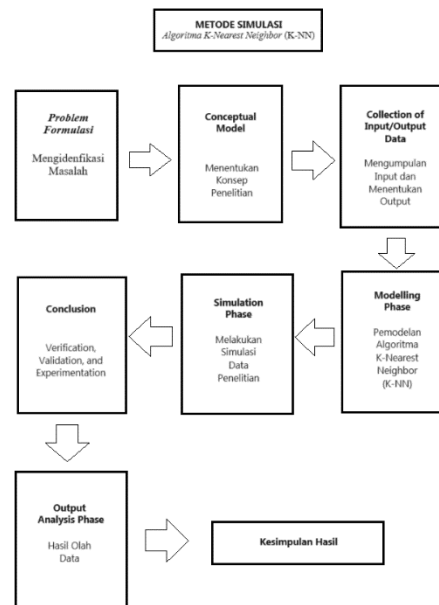 METODE SIMULASI
Algoritma K-Nearest Neighbor (K-NN)
Problem
Formulasi
Mengidenfikasi
Masalah
Conceptual
Model
Menentukan
Konsep
Penelitian
Collection of
Input/Output
Data
Mengumpulan
Input dan
Menentukan
Output
Modelling
Phase
Pemodelan
Algoritma
K-Nearest
Neighbor
(K-NN)
Simulation
Phase
Melakukan
Simulasi
Data
Penelitian
Conclusion
Verification,
Validation, and
Experimentation
Output
Analysis Phase
Hasil Olah
Data
Kesimpulan Hasil